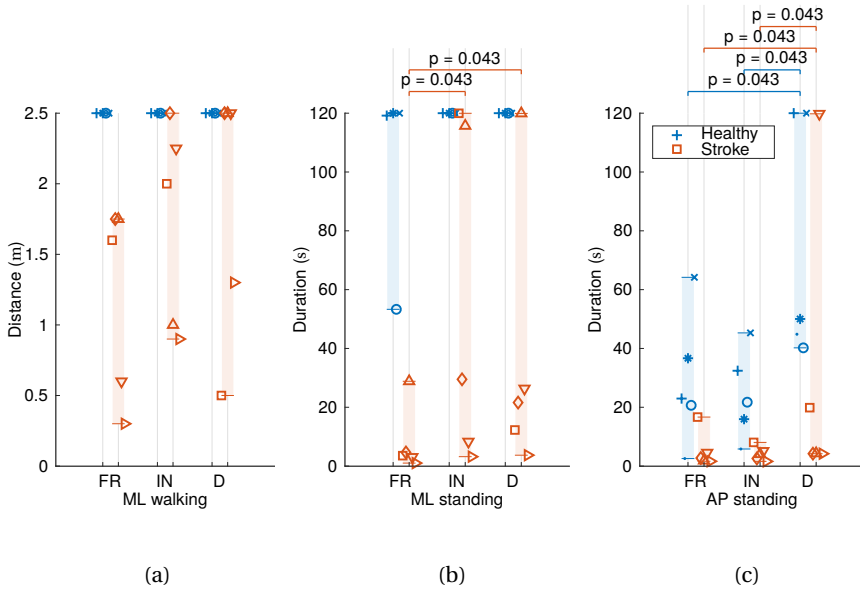 p = 0.043
p = 0.043
p = 0.043
p = 0.043
p = 0.043
p = 0.043
2.5
2
1.5
1
0.5
0
Distance (m)
FR IN D
ML walking
(a)
120
100
80
60
40
20
0
Duration (s)
FR IN D
ML standing
(b)
120
100
80
60
40
20
0
Duration (s)
Healthy
Stroke
FR IN D
AP standing
(c)